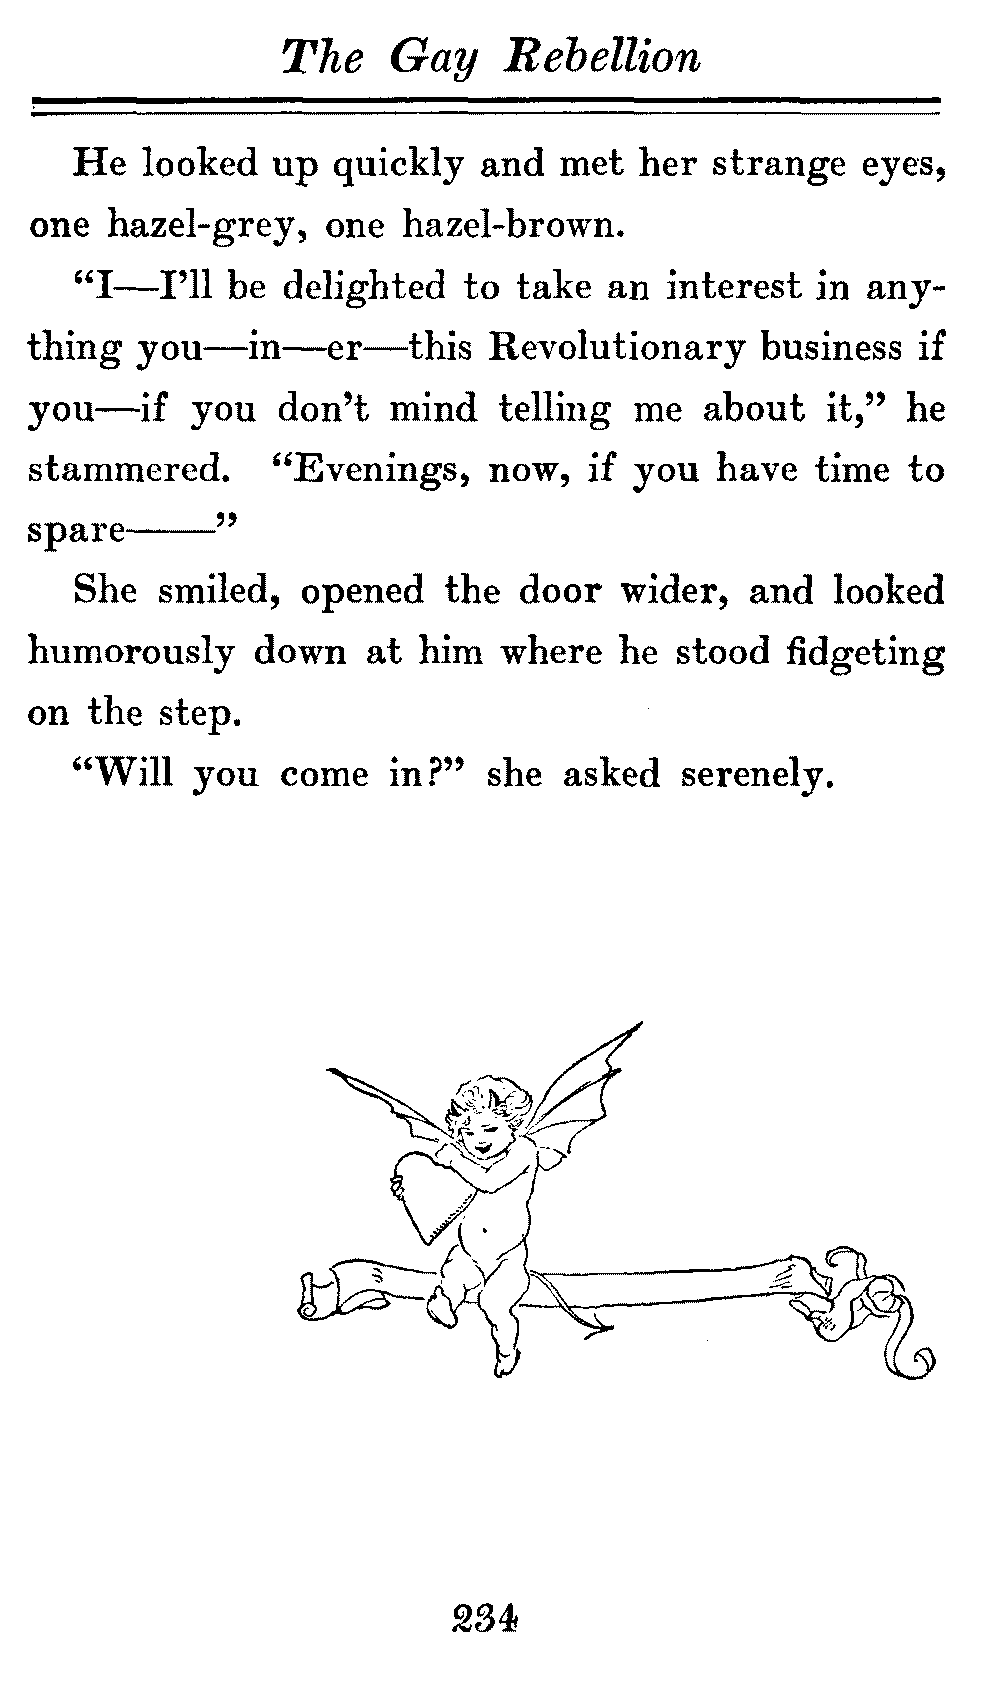 The Gay Rebellion
He looked up quickly and met her strange eyes,
one hazel-grey, one hazel-brown.
“I—I’ll be delighted to take an interest in any-
thing you—in—er—this Revolutionary business if
you—if you don’t mind telling me about it,” he
stammered. “Evenings, now, if you have time to
spare——”
She smiled, opened the door wider, and looked
humorously down at him where he stood fidgeting
on the step.
“Will you come in?” she asked serenely.
234